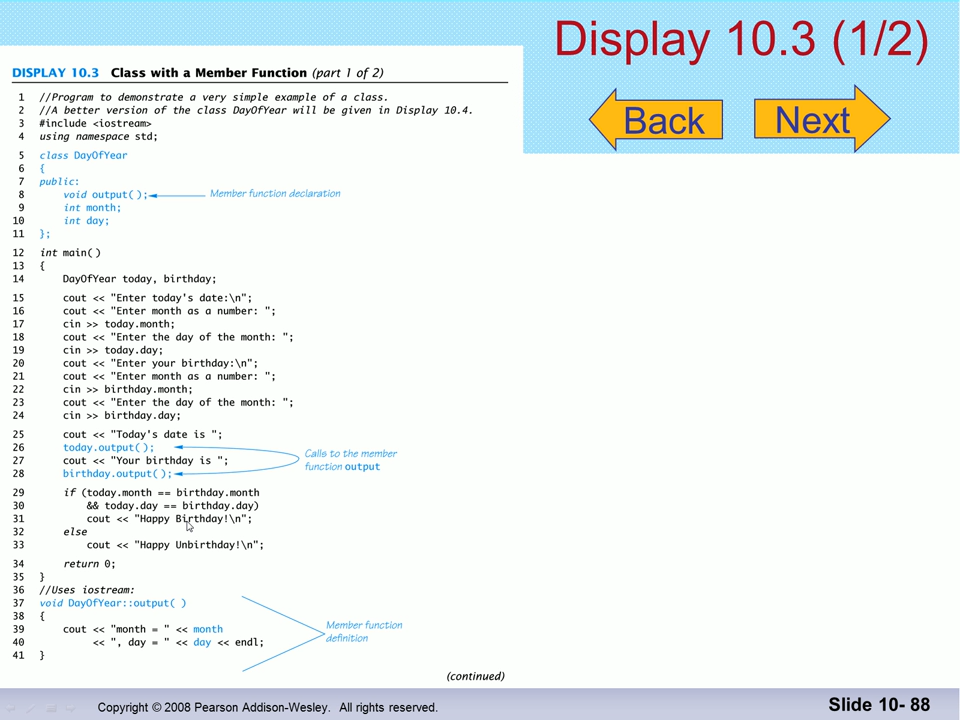 Display 10.3 (1/2)
Back
Next
DISPLAY 10.3 Class with a Member Function (part 1 of 2)
1 //Program to demonstrate a very simple example of a class.
2 //A better version of the class DayOfYear will be given in Display 10.4.
3 #include <iostream>
4 using namespace std;
5 class DayOfYear
6 {
7 public:
8 void output( ); Member function declaration
9 int month;
10 int day;
11 };
12 int main( )
13 {
14 DayOfYear today, birthday;
15 cout << "Enter today's date:\n";
16 cout << "Enter month as a number: ";
17 cin >> today.month;
18 cout << "Enter the day of the month: ";
19 cin >> today.day;
20 cout << "Enter your birthday:\n";
21 cout << "Enter month as a number: ";
22 cin >> birthday.month;
23 cout << "Enter the day of the month: ";
24 cin >> birthday.day;
25 cout << "Today's date is ";
26 today.output( );
27 cout << "Your birthday is ";
28 birthday.output( );
Calls to the member
function output
29 if (today.month == birthday.month
30 && today.day == birthday.day)
31 cout << "Happy Birthday!\n";
32 else
33 cout << "Happy Unbirthday!\n";
34 return 0;
35 }
36 //Uses iostream:
37 void DayOfYear::output( )
38 {
39 cout << "month = " << month
40 << ", day = " << day << endl;
41 }
Member function
definition
(continued)
Copyright © 2008 Pearson Addison-Wesley. All rights reserved.
Slide 10- 88